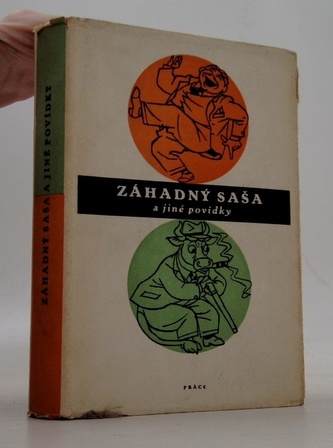 ZÁHADNÝ SAŠA
a jiné povídky
PRÁCE
ZÁHADNÝ SAŠA A JINÉ POVÍDKY